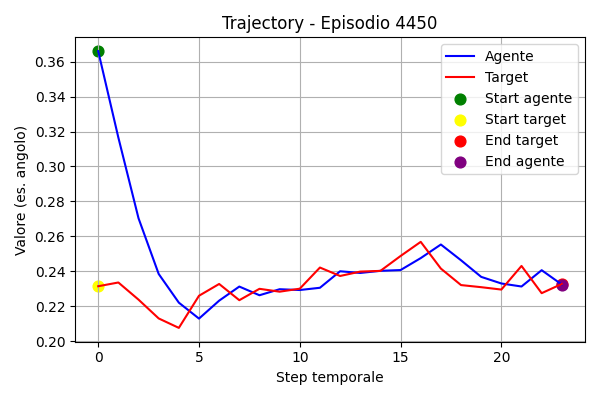 Trajectory - Episodio 4450
Valore (es. angolo)
0.36
0.34
0.32
0.30
0.28
0.26
0.24
0.22
0.20
Agente
Target
Start agente
Start target
End target
End agente
0 5 10 15 20
Step temporale